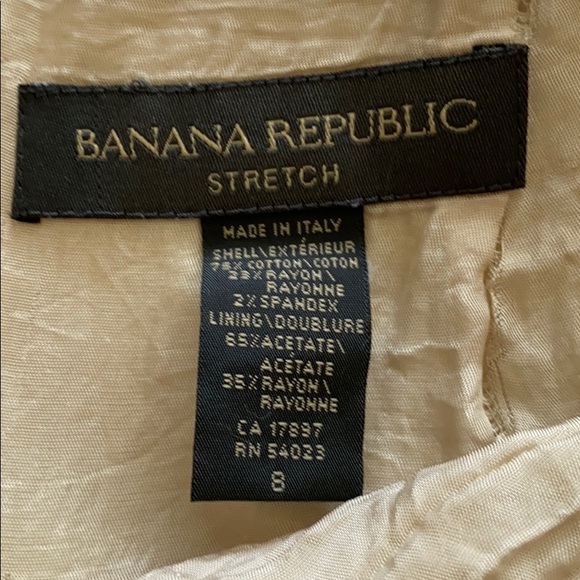 BANANA REPUBLIC
STRETCH
MADE IN ITALY
SHELL\EXTÉRIEUR
75% COTTON\COTON
23% RAYON\
RAYONNE
2% SPANDEX
LINING\DOUBLURE
65% ACETATE\
ACÉTATE
35% RAYON\
RAYONNE
CA 17897
RN 54023
8